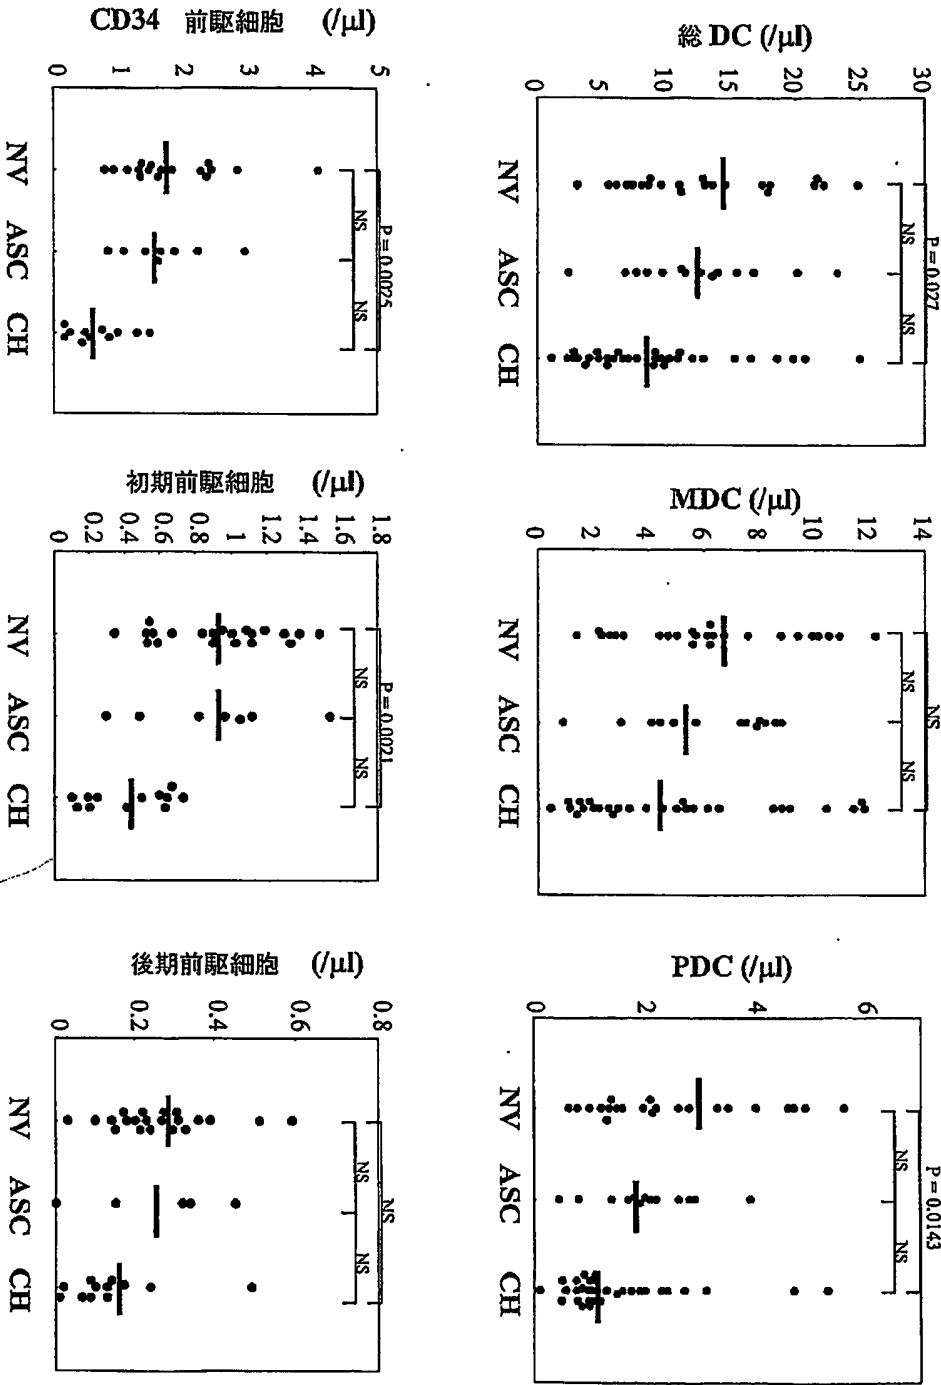 総 DC (/μl)
30
25
20
15
10
5
0
P = 0.027
NS
NS
NV
ASC
CH
MDC (/μl)
14
12
10
8
6
4
2
0
NS
NS
NS
NV
ASC
CH
PDC (/μl)
6
4
2
0
P = 0.0143
NS
NS
NV
ASC
CH
CD34 前駆細胞 (/μl)
5
4
3
2
1
0
P = 0.0025
NS
NS
NV
ASC
CH
初期前駆細胞 (/μl)
1.8
1.6
1.4
1.2
1
0.8
0.6
0.4
0.2
0
P = 0.0021
NS
NS
NV
ASC
CH
後期前駆細胞 (/μl)
0.8
0.6
0.4
0.2
0
NS
NS
NS
NV
ASC
CH